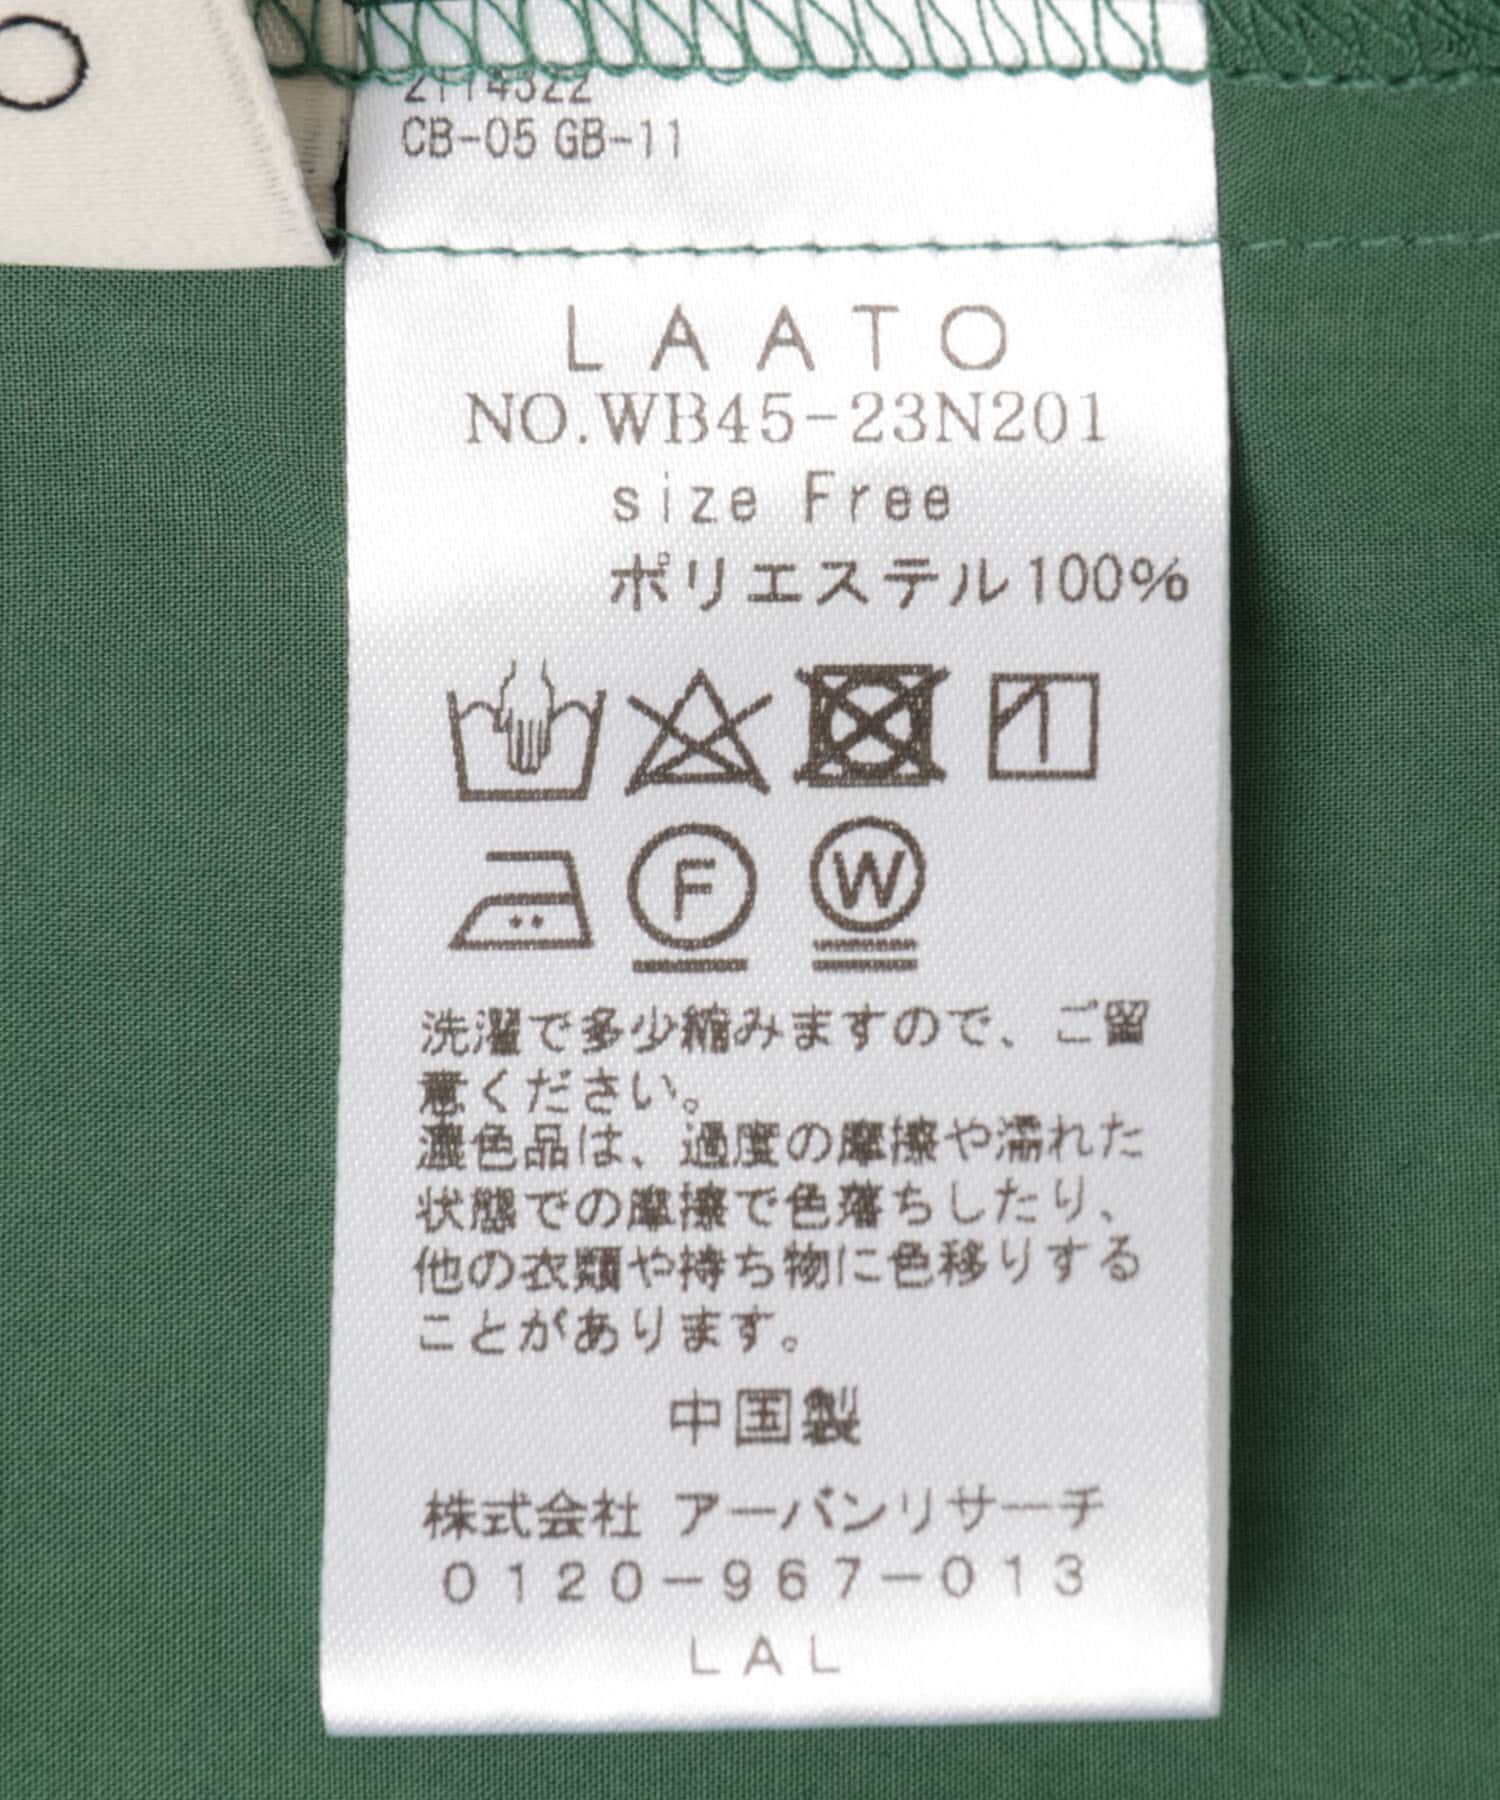 CB-05 GB-11
LAATO
NO.WB45-23N201
size Free
ポリエステル100%
F
W
洗濯で多少縮みますので、ご留
意ください。
濃色品は、過度の摩擦や濡れた
状態での摩擦で色落ちしたり、
他の衣類や持ち物に色移りする
ことがあります。
中国製
株式会社 アーバンリサーチ
0120-967-013
LAL